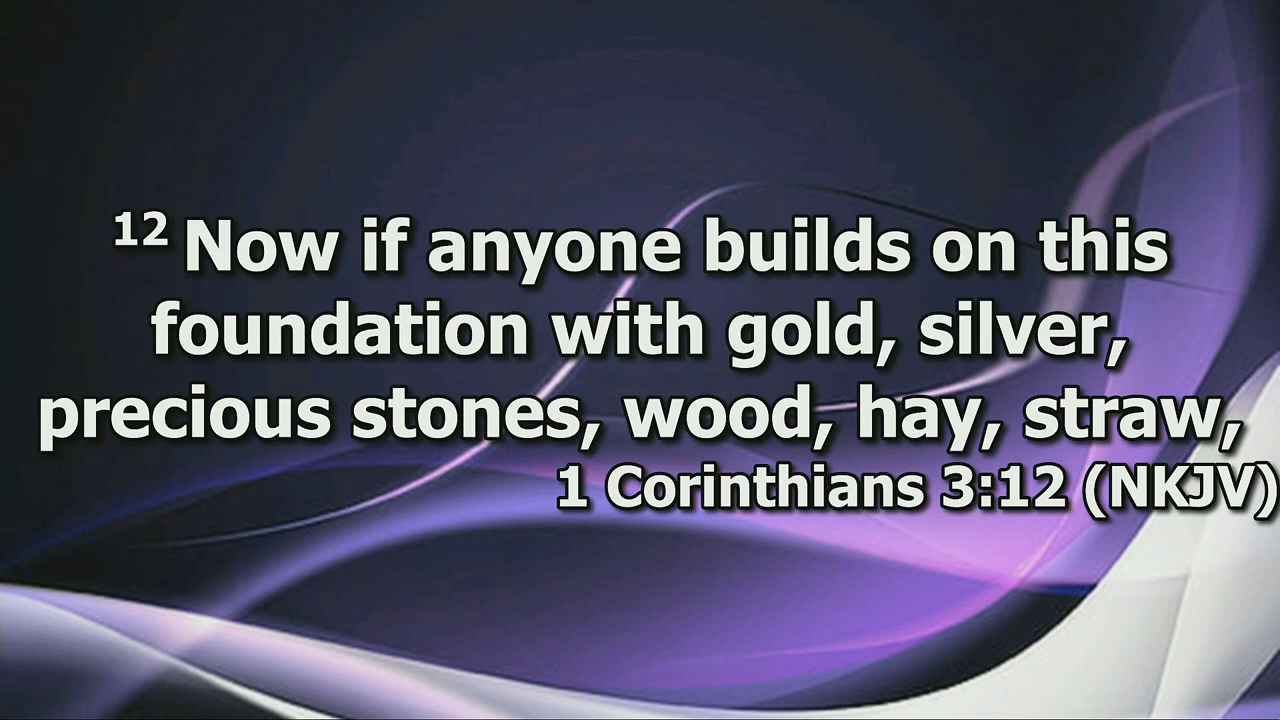 12 Now if anyone builds on this
foundation with gold, silver,
precious stones, wood, hay, straw,
1 Corinthians 3:12 (NKJV)